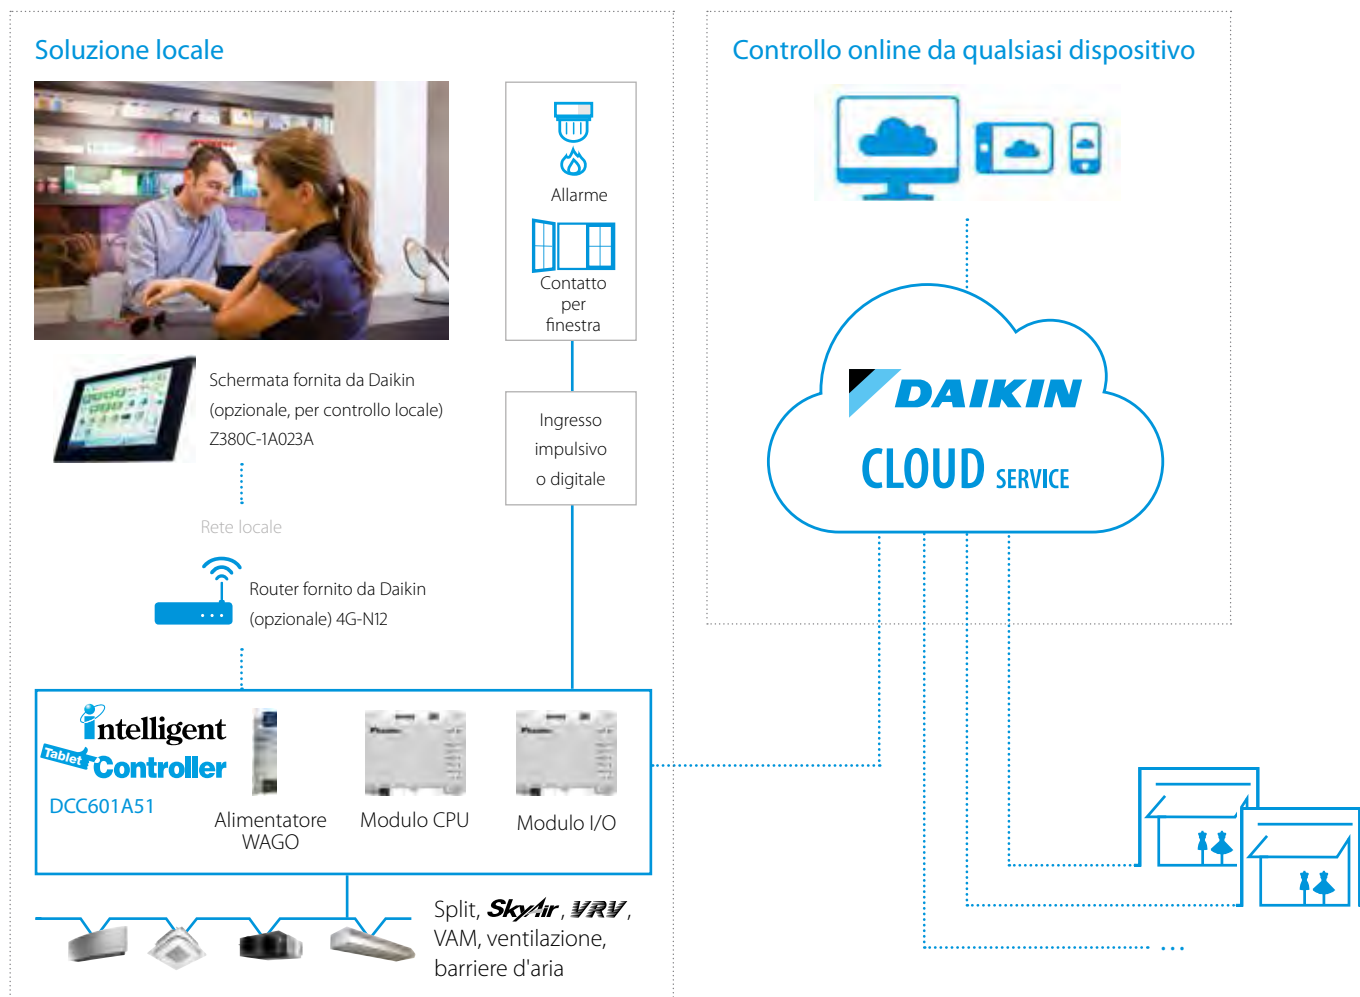 Soluzione locale
Allarme
Contatto
per
finestra
Schermata fornita da Daikin
(opzionale, per controllo locale)
Z380C-1A023A
Ingresso
impulsivo
o digitale
Rete locale
Router fornito da Daikin
(opzionale) 4G-N12
intelligent
Tablet Controller
DCC601A51
Alimentatore
WAGO
Modulo CPU
Modulo I/O
Split, SkyAir, VRV,
VAM, ventilazione,
barriere d'aria
Controllo online da qualsiasi dispositivo
DAIKIN
CLOUD SERVICE
...